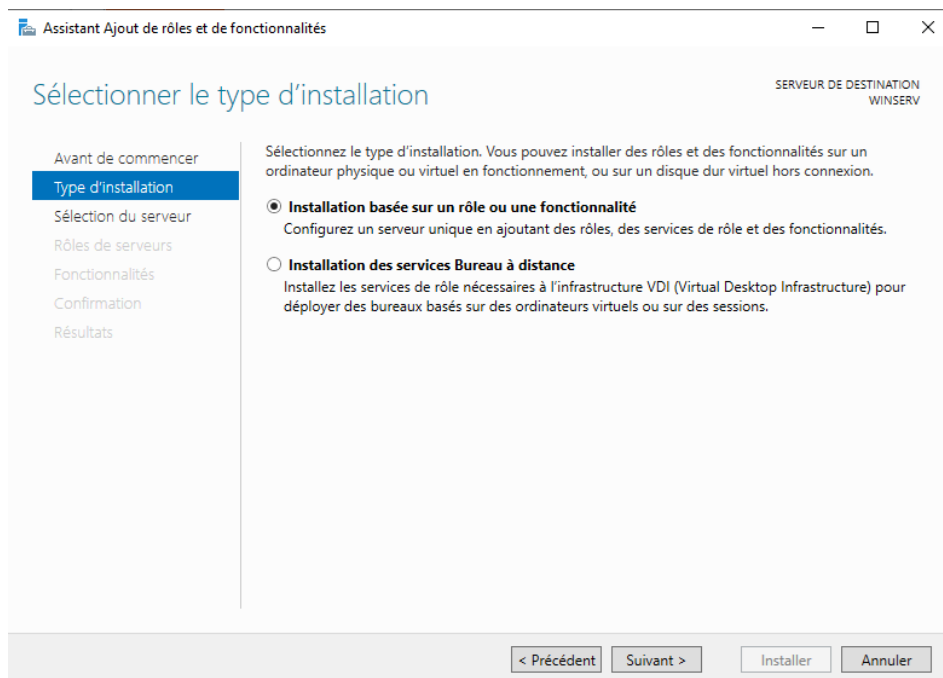 Assistant Ajout de rôles et de fonctionnalités
Sélectionner le type d’installation
SERVEUR DE DESTINATION
WINSERV
Avant de commencer
Type d'installation
Sélection du serveur
Rôles de serveurs
Fonctionnalités
Confirmation
Résultats
Sélectionnez le type d’installation. Vous pouvez installer des rôles et des fonctionnalités sur un
ordinateur physique ou virtuel en fonctionnement, ou sur un disque dur virtuel hors connexion.
Installation basée sur un rôle ou une fonctionnalité
Configurez un serveur unique en ajoutant des rôles, des services de rôle et des fonctionnalités.
Installation des services Bureau à distance
Installez les services de rôle nécessaires à l’infrastructure VDI (Virtual Desktop Infrastructure) pour
déployer des bureaux basés sur des ordinateurs virtuels ou sur des sessions.
< Précédent Suivant > Installer Annuler